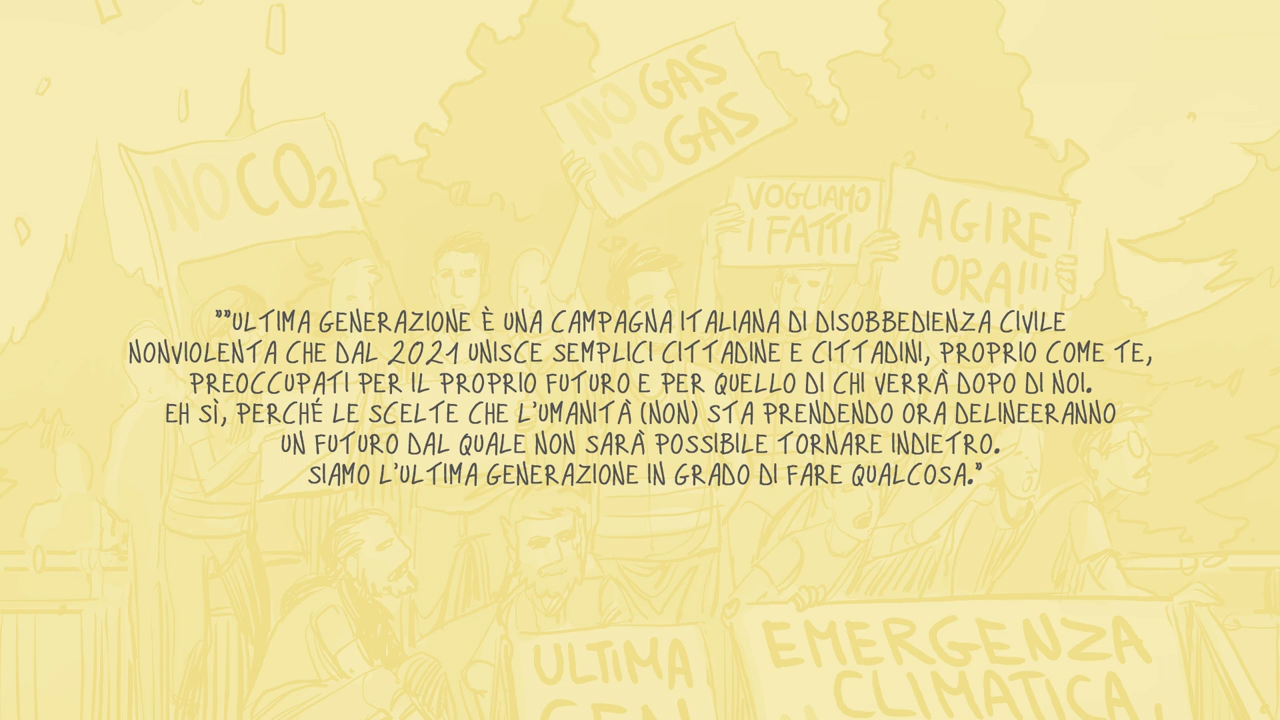 NO CO2
NO GAS
NO GAS
VOGLIAMO
I FATTI
AGIRE
ORA!!!
""ULTIMA GENERAZIONE È UNA CAMPAGNA ITALIANA DI DISOBBEDIENZA CIVILE
NONVIOLENTA CHE DAL 2021 UNISCE SEMPLICI CITTADINE E CITTADINI, PROPRIO COME TE,
PREOCCUPATI PER IL PROPRIO FUTURO E PER QUELLO DI CHI VERRÀ DOPO DI NOI.
EH SÌ, PERCHÉ LE SCELTE CHE L'UMANITÀ (NON) STA PRENDENDO ORA DELINEERANNO
UN FUTURO DAL QUALE NON SARÀ POSSIBILE TORNARE INDIETRO.
SIAMO L'ULTIMA GENERAZIONE IN GRADO DI FARE QUALCOSA."
ULTIMA
GEN
EMERGENZA
CLIMATICA